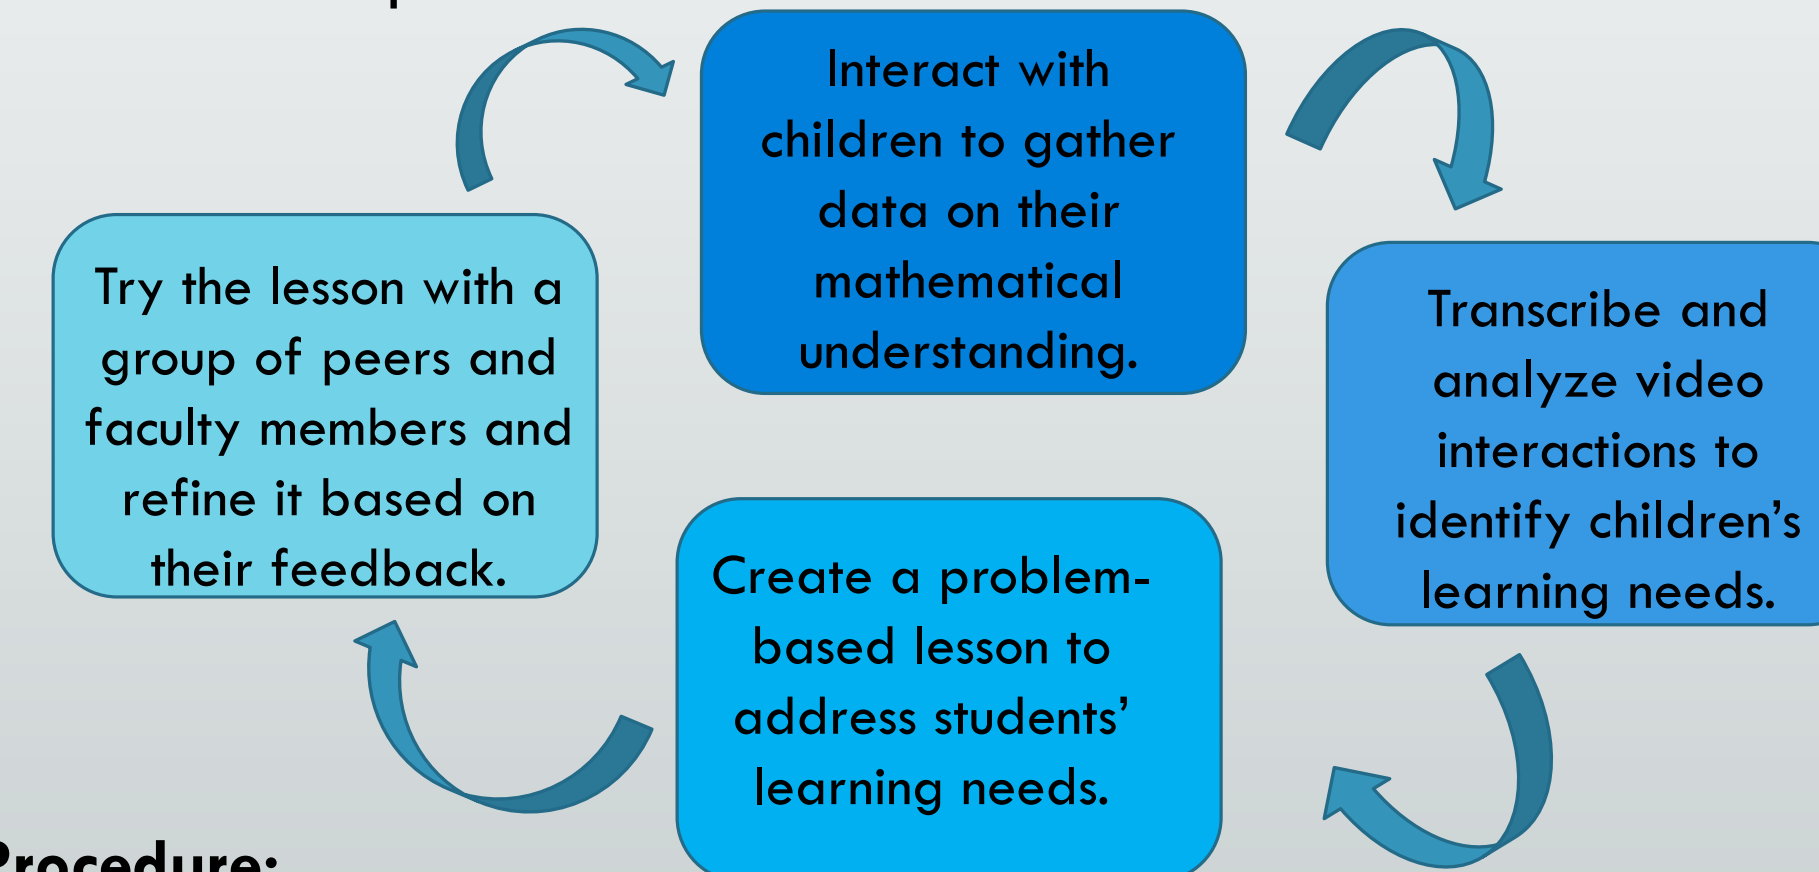 Interact with
children to gather
data on their
mathematical
understanding.
Transcribe and
analyze video
interactions to
identify children’s
learning needs.
Create a problem-
based lesson to
address students’
learning needs.
Try the lesson with a
group of peers and
faculty members and
refine it based on
their feedback.
Procedure: